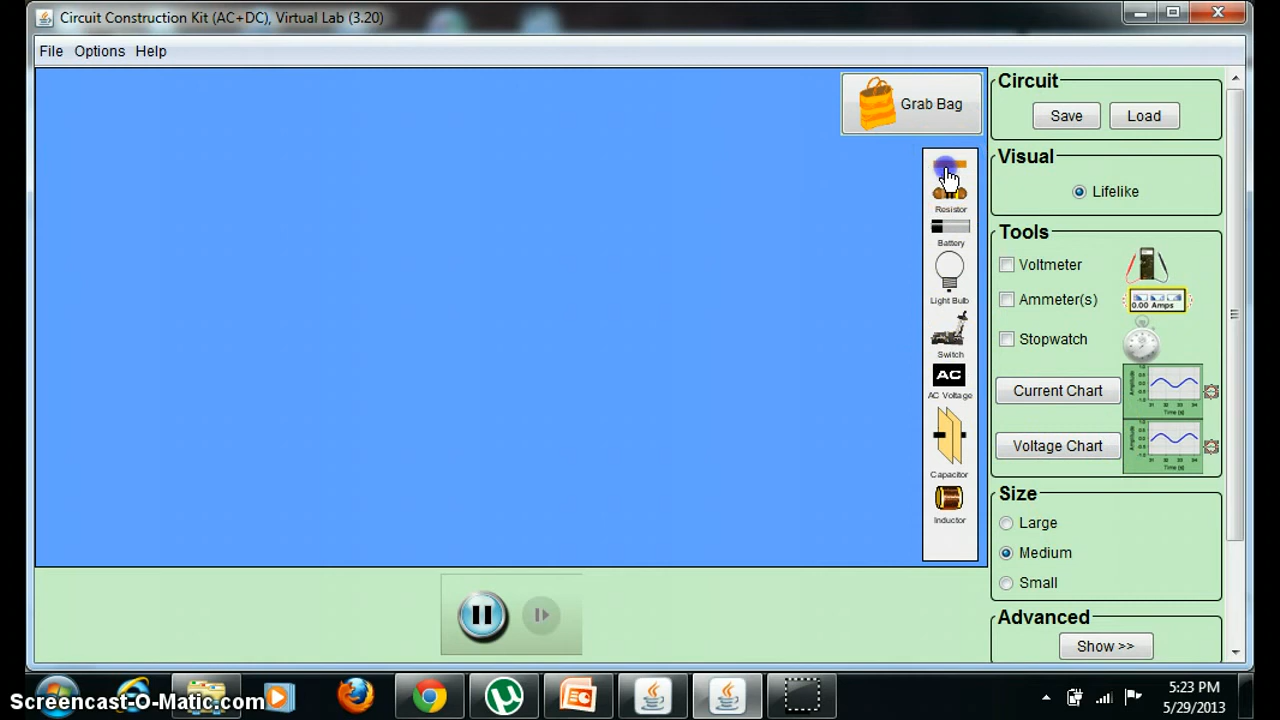 Circuit Construction Kit (AC+DC), Virtual Lab (3.20)
File Options Help
Grab Bag
Resistor
Battery
Light Bulb
Switch
AC
AC Voltage
Capacitor
Inductor
Circuit
Save Load
Visual
Lifelike
Tools
Voltmeter
Ammeter(s)
0.00 Amps
Stopwatch
Current Chart
Voltage Chart
Size
Large
Medium
Small
Advanced
Show >>
Screencast-O-Matic.com
5:23 PM
5/29/2013